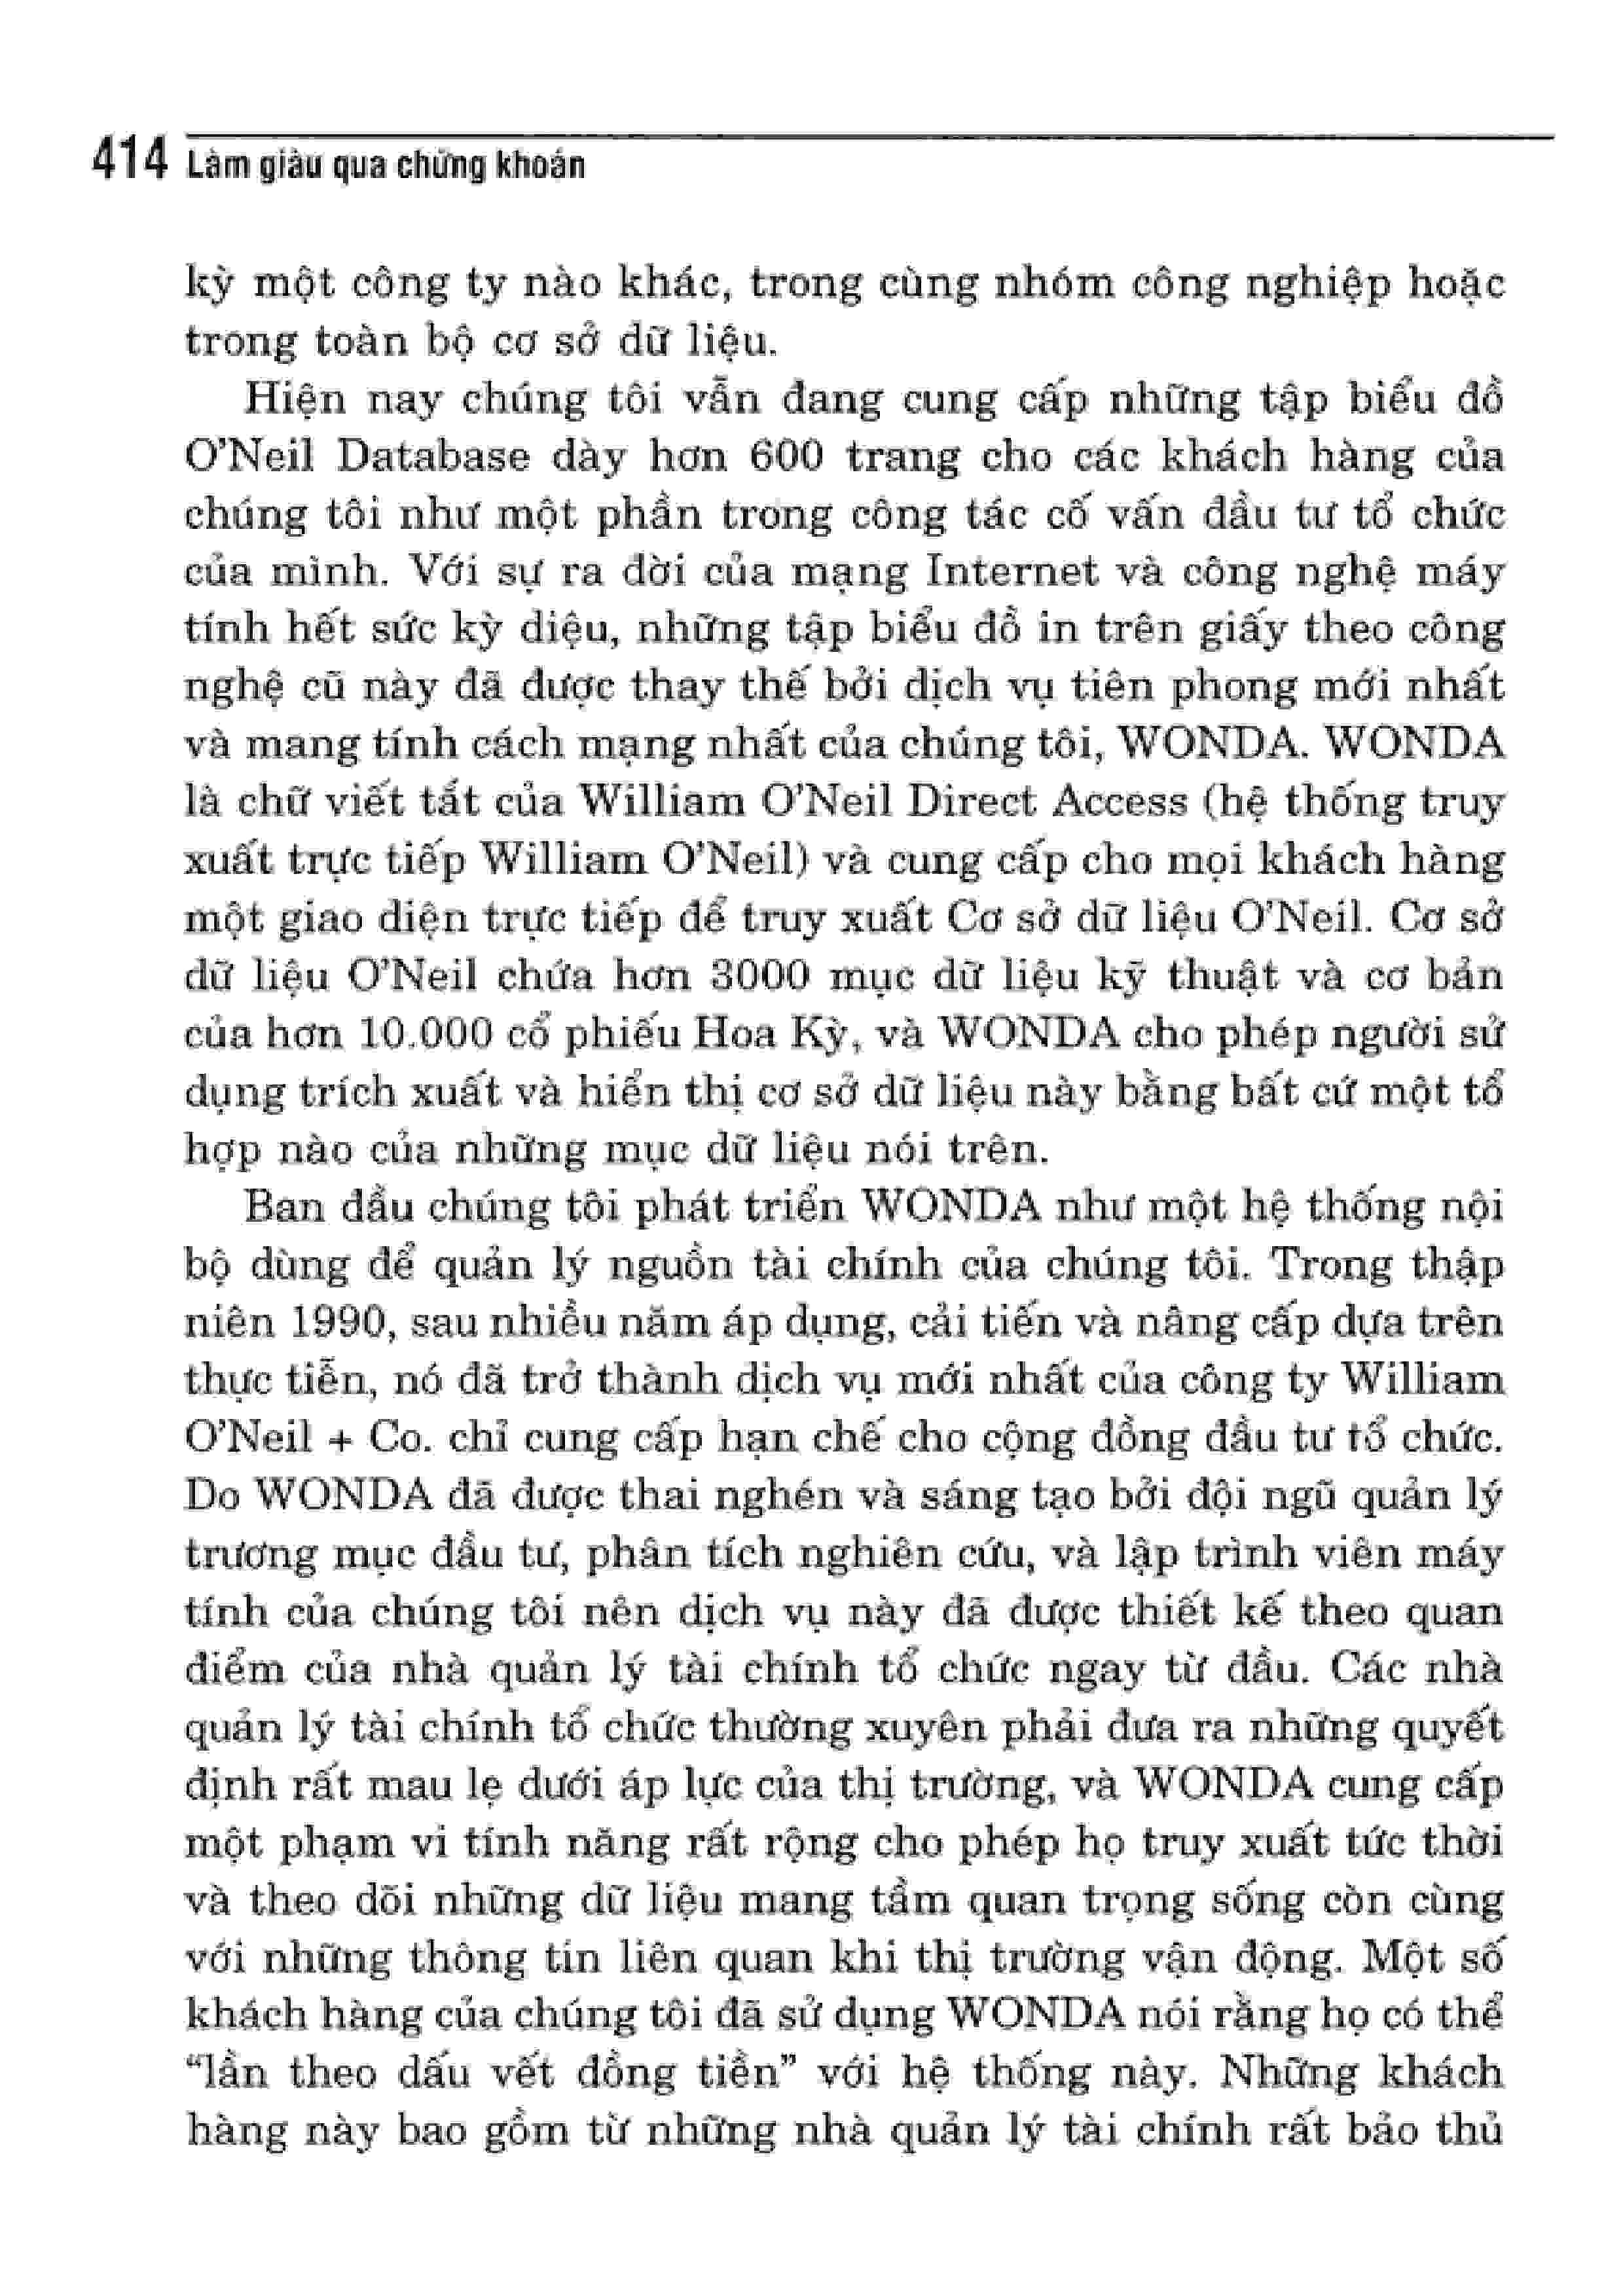 414 Làm giàu qua chứng khoán
kỳ một công ty nào khác, trong cùng nhóm công nghiệp hoặc
trong toàn bộ cơ sở dữ liệu.
Hiện nay chúng tôi vẫn đang cung cấp những tập biểu đồ
O’Neil Database dày hơn 600 trang cho các khách hàng của
chúng tôi như một phần trong công tác cố vấn đầu tư tổ chức
của mình. Với sự ra đời của mạng Internet và công nghệ máy
tính hết sức kỳ diệu, những tập biểu đồ in trên giấy theo công
nghệ cũ này đã được thay thế bởi dịch vụ tiên phong mới nhất
và mang tính cách mạng nhất của chúng tôi, WONDA. WONDA
là chữ viết tắt của William O’Neil Direct Access (hệ thống truy
xuất trực tiếp William O’Neil) và cung cấp cho mọi khách hàng
một giao diện trực tiếp để truy xuất Cơ sở dữ liệu O’Neil. Cơ sở
dữ liệu O’Neil chứa hơn 3000 mục dữ liệu kỹ thuật và cơ bản
của hơn 10.000 cổ phiếu Hoa Kỳ, và WONDA cho phép người sử
dụng trích xuất và hiển thị cơ sở dữ liệu này bằng bất cứ một tổ
hợp nào của những mục dữ liệu nói trên.
Ban đầu chúng tôi phát triển WONDA như một hệ thống nội
bộ dùng để quản lý nguồn tài chính của chúng tôi. Trong thập
niên 1990, sau nhiều năm áp dụng, cải tiến và nâng cấp dựa trên
thực tiễn, nó đã trở thành dịch vụ mới nhất của công ty William
O’Neil + Co. chỉ cung cấp hạn chế cho cộng đồng đầu tư tổ chức.
Do WONDA đã được thai nghén và sáng tạo bởi đội ngũ quản lý
trương mục đầu tư, phân tích nghiên cứu, và lập trình viên máy
tính của chúng tôi nên dịch vụ này đã được thiết kế theo quan
điểm của nhà quản lý tài chính tổ chức ngay từ đầu. Các nhà
quản lý tài chính tổ chức thường xuyên phải đưa ra những quyết
định rất mau lẹ dưới áp lực của thị trường, và WONDA cung cấp
một phạm vi tính năng rất rộng cho phép họ truy xuất tức thời
và theo dõi những dữ liệu mang tầm quan trọng sống còn cùng
với những thông tin liên quan khi thị trường vận động. Một số
khách hàng của chúng tôi đã sử dụng WONDA nói rằng họ có thể
“lần theo dấu vết đồng tiền” với hệ thống này. Những khách
hàng này bao gồm từ những nhà quản lý tài chính rất bảo thủ